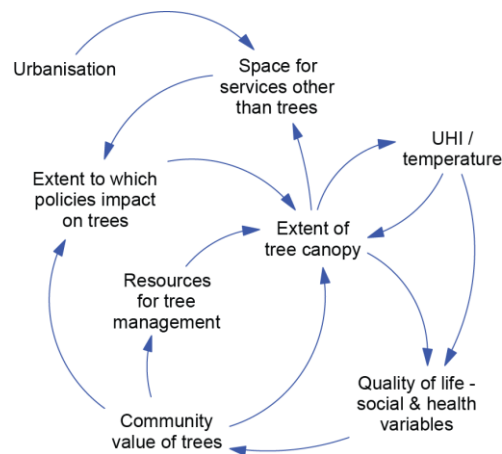 Urbanisation
Space for
services other
than trees
UHI /
temperature
Extent to which
policies impact
on trees
Extent of
tree canopy
Resources
for tree
management
Quality of life -
social & health
variables
Community
value of trees